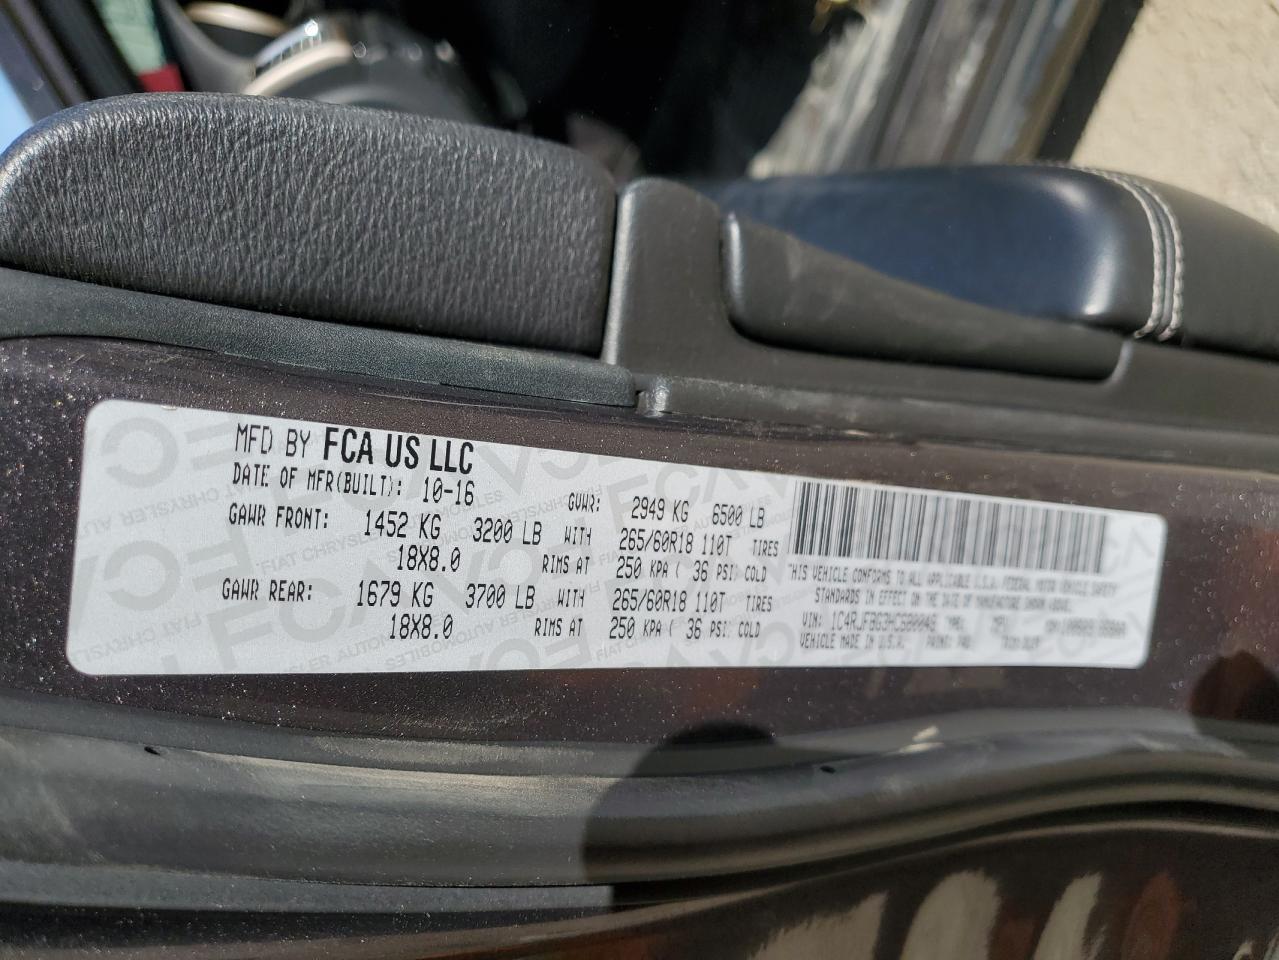 MFD BY FCA US LLC
DATE OF MFR(BUILT): 10-16 GVWR: 2949 KG 6500 LB
GAWR FRONT: 1452 KG 3200 LB WITH 265/60R18 110T TIRES
18X8.0 RIMS AT 250 KPA ( 36 PSI) COLD
GAWR REAR: 1679 KG 3700 LB WITH 265/60R18 110T TIRES
18X8.0 RIMS AT 250 KPA ( 36 PSI) COLD
THIS VEHICLE CONFORMS TO ALL APPLICABLE U.S.A. FEDERAL MOTOR VEHICLE SAFETY
STANDARDS IN EFFECT ON THE DATE OF MANUFACTURE SHOWN ABOVE.
VIN:
VEHICLE MADE IN U.S.A. PAINT: PAU